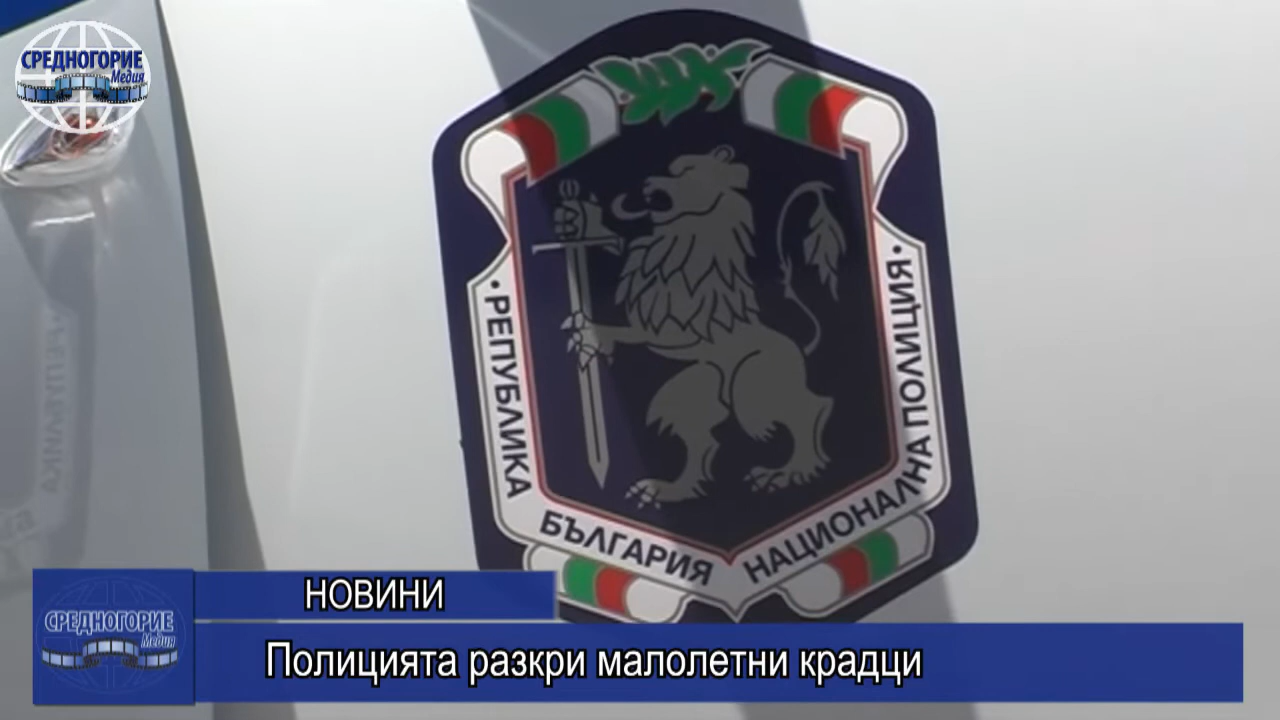 СРЕДНОГОРИЕ
Медия
• РЕПУБЛИКА БЪЛГАРИЯ НАЦИОНАЛНА ПОЛИЦИЯ •
НОВИНИ
СРЕДНОГОРИЕ
Медия
Полицията разкри малолетни крадци